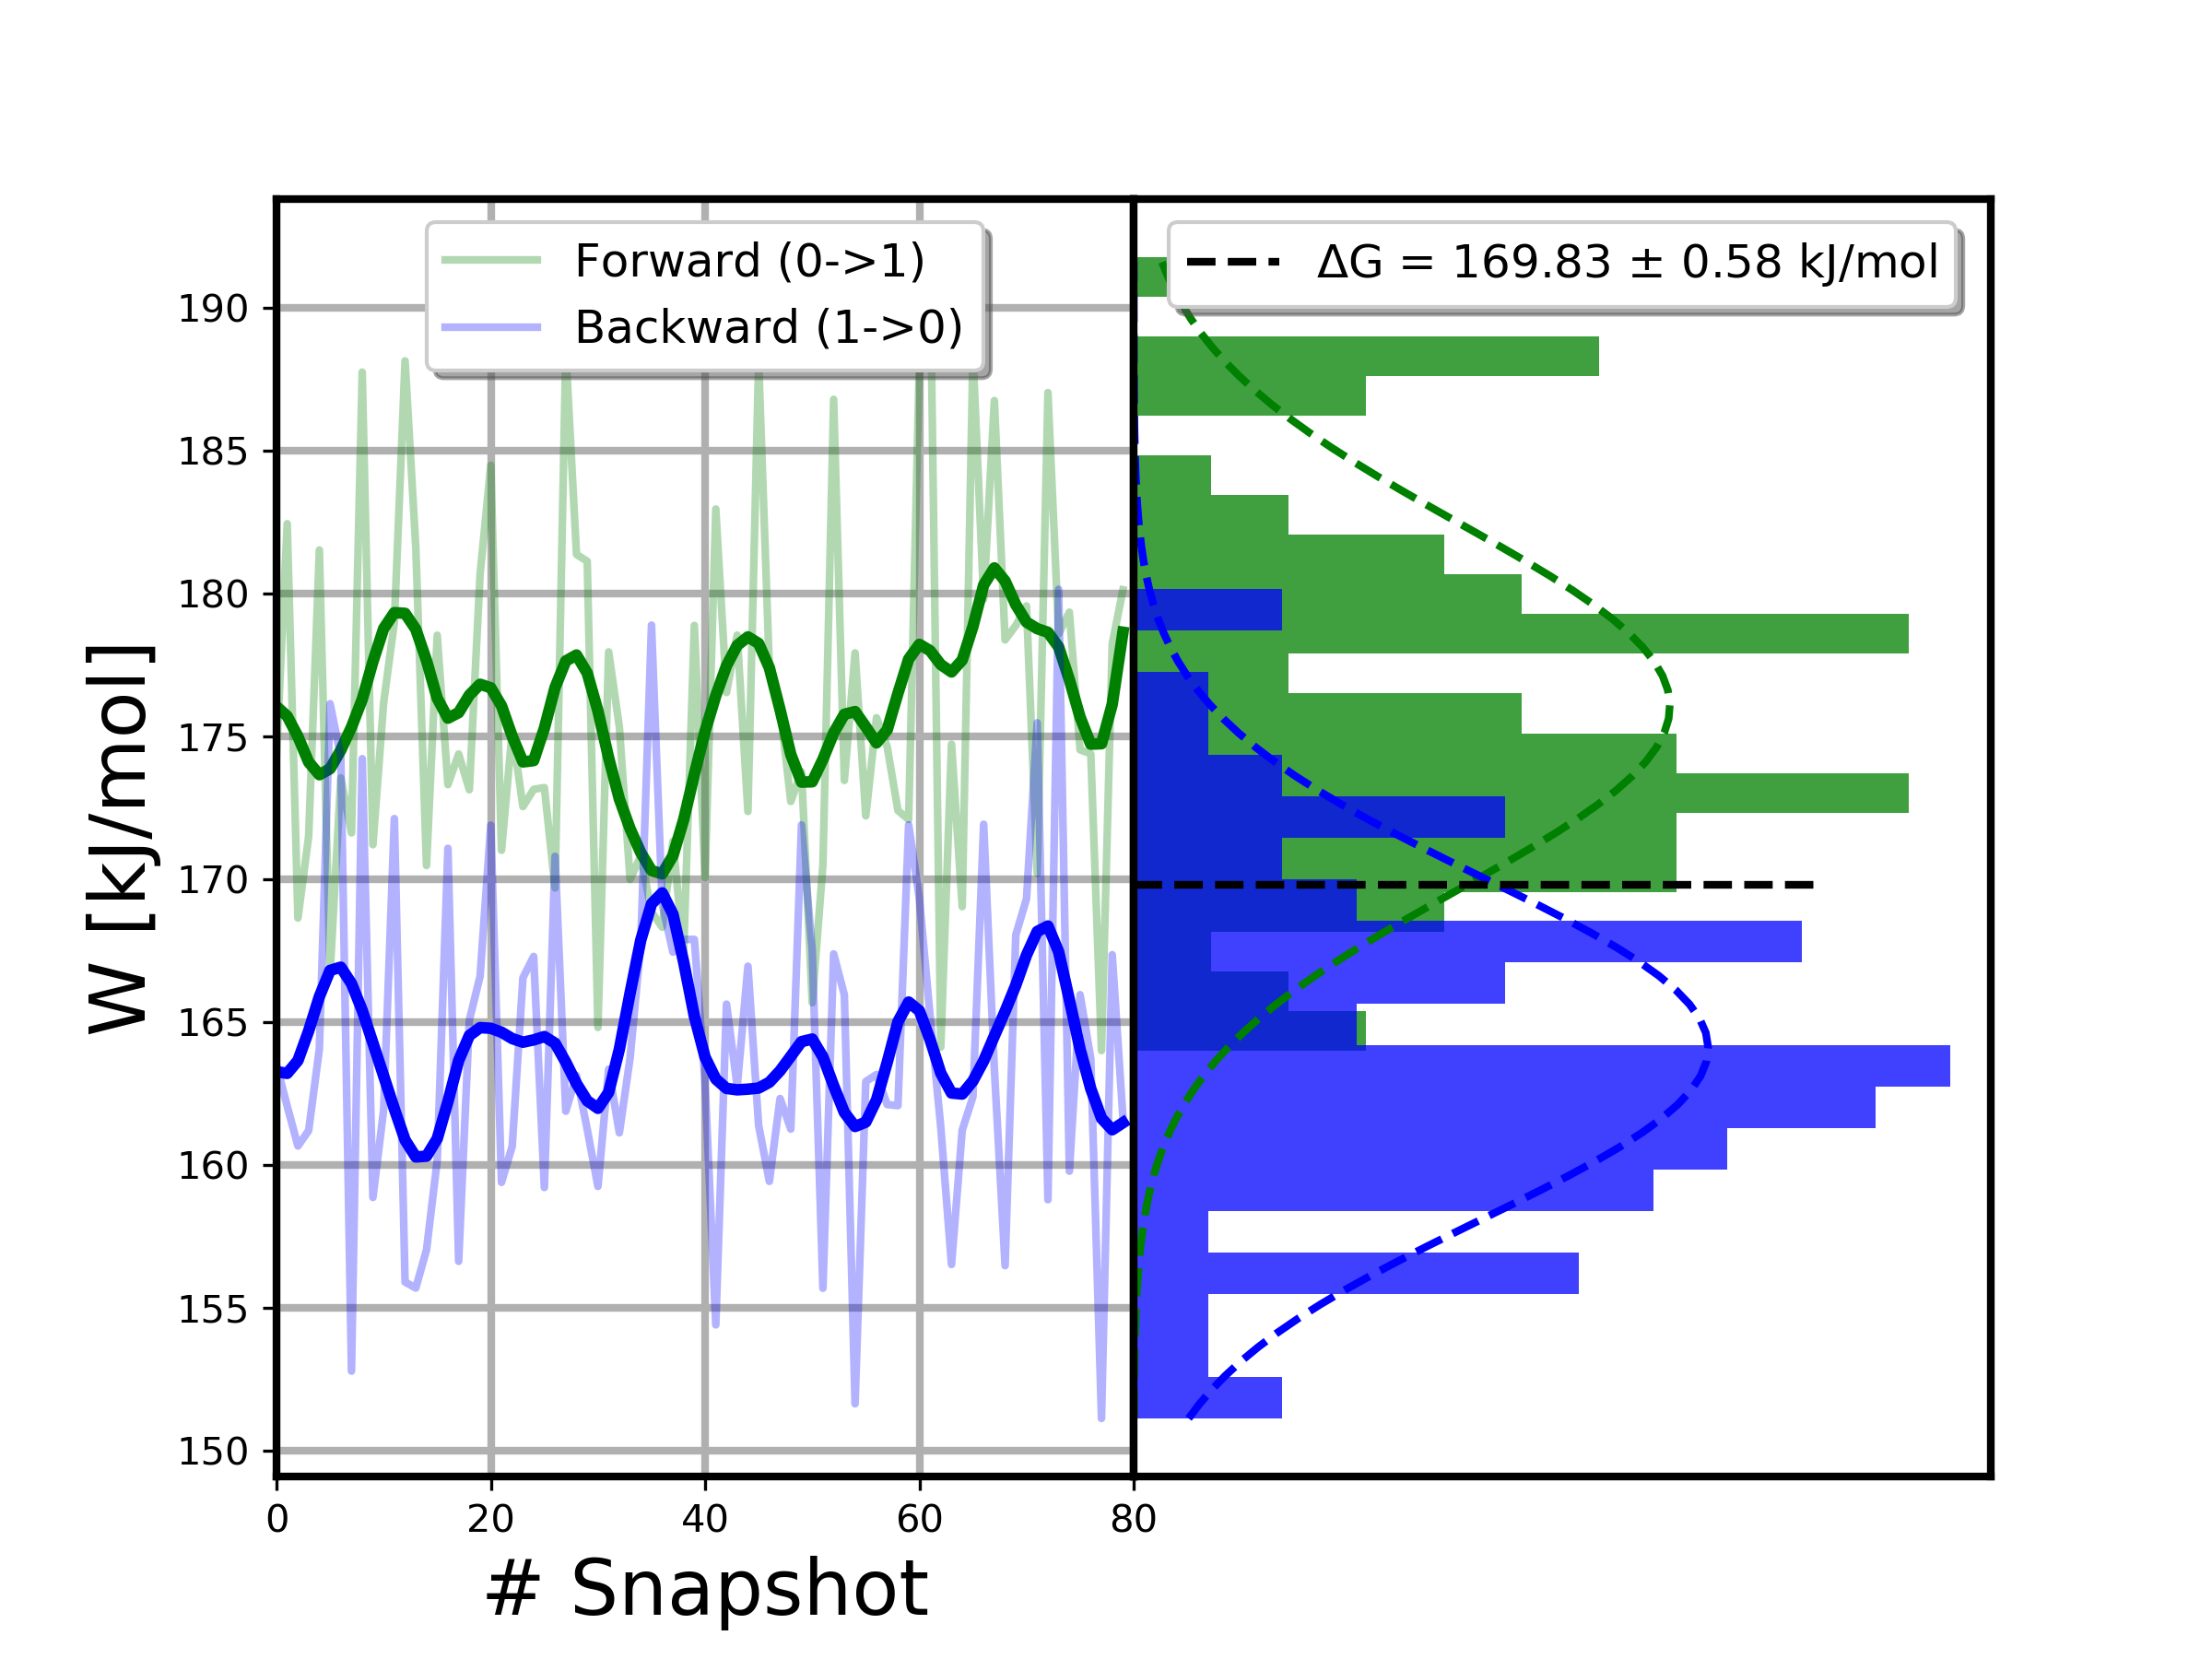 Forward (0->1)
Backward (1->0)
ΔG = 169.83 ± 0.58 kJ/mol
W [kJ/mol]
190
185
180
175
170
165
160
155
150
0 20 40 60 80
# Snapshot